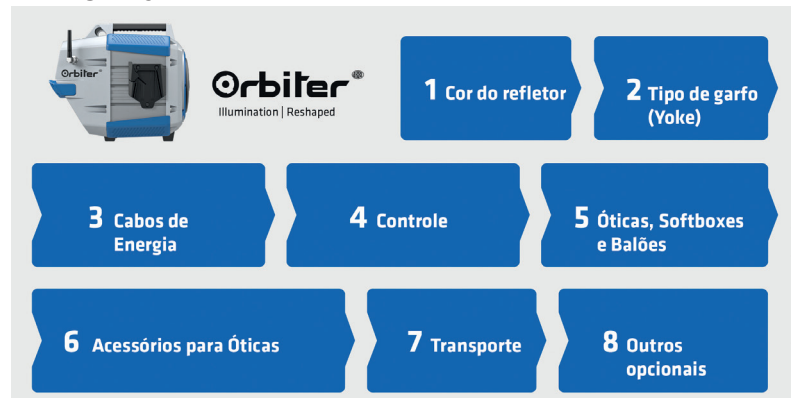 Orbiter
Orbiter®
Illumination | Reshaped
1 Cor do refletor
2 Tipo de garfo
(Yoke)
3 Cabos de
Energia
4 Controle
5 Óticas, Softboxes
e Balões
6 Acessórios para Óticas
7 Transporte
8 Outros
opcionais